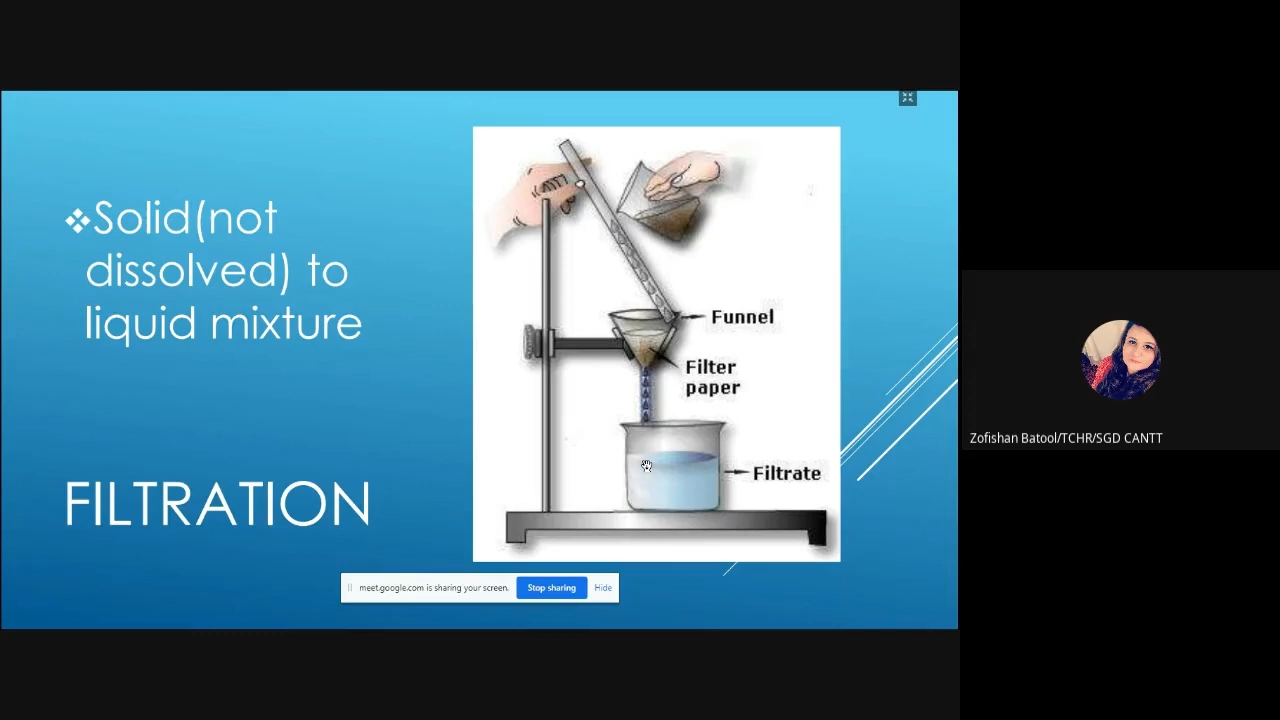 ❖Solid(not
dissolved) to
liquid mixture
FILTRATION
Funnel
Filter
paper
Filtrate
meet.google.com is sharing your screen.
Stop sharing
Hide
Zofishan Batool/TCHR/SGD CANTT